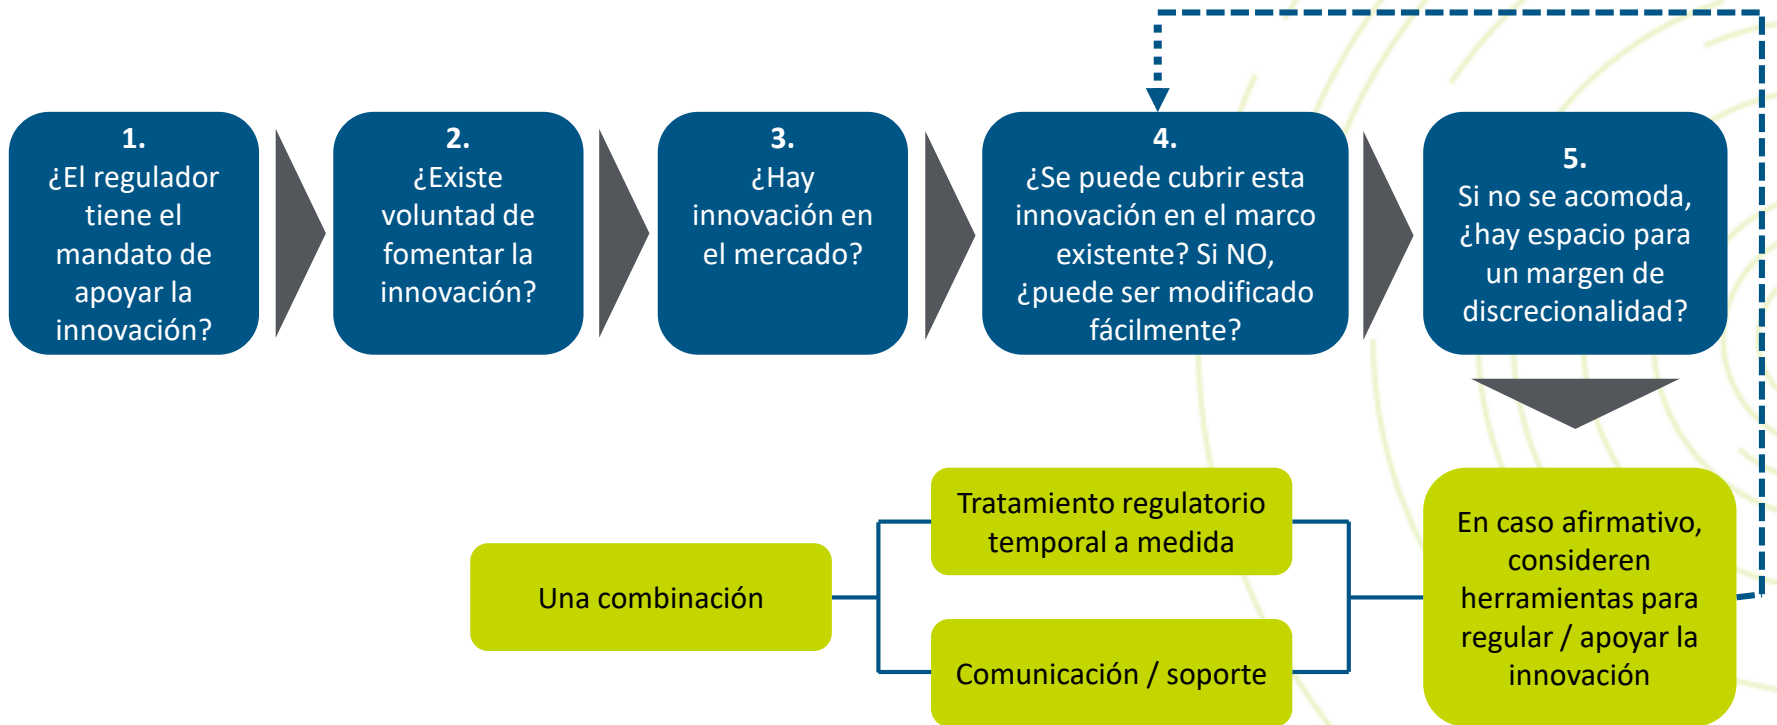 1.
¿El regulador
tiene el
mandato de
apoyar la
innovación?
2.
¿Existe
voluntad de
fomentar la
innovación?
3.
¿Hay
innovación en
el mercado?
4.
¿Se puede cubrir esta
innovación en el marco
existente? Si NO,
¿puede ser modificado
fácilmente?
5.
Si no se acomoda,
¿hay espacio para
un margen de
discrecionalidad?
En caso afirmativo,
consideren
herramientas para
regular / apoyar la
innovación
Tratamiento regulatorio
temporal a medida
Comunicación / soporte
Una combinación